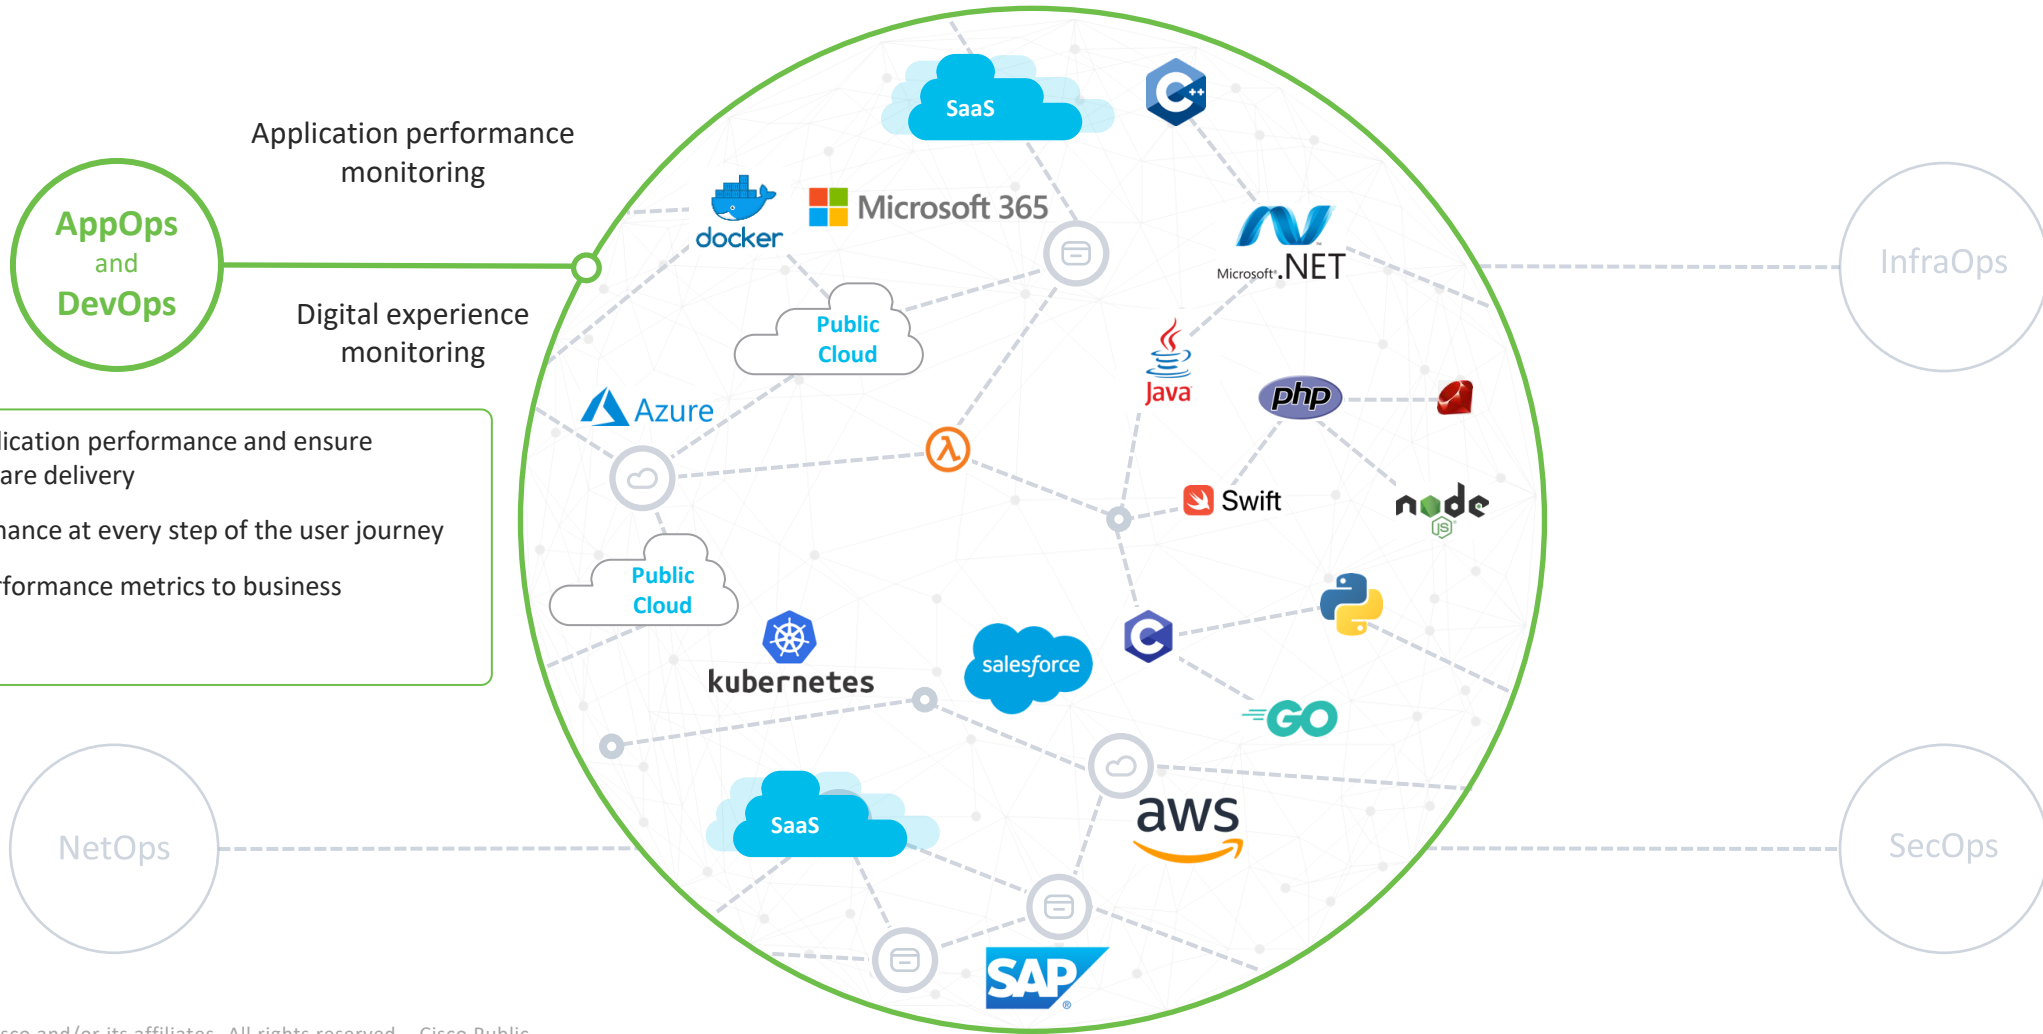 Application performance
monitoring
AppOps
and
DevOps
Digital experience
monitoring
lication performance and ensure
are delivery
nance at every step of the user journey
rformance metrics to business
NetOps
InfraOps
SecOps
SaaS
C++
docker
Microsoft 365
Microsoft® .NET
Public
Cloud
Java
php
Azure
λ
Swift
node
JS
Public
Cloud
kubernetes
salesforce
C
GO
SaaS
aws
SAP®
sco and/or its affiliates. All rights reserved. Cisco Public